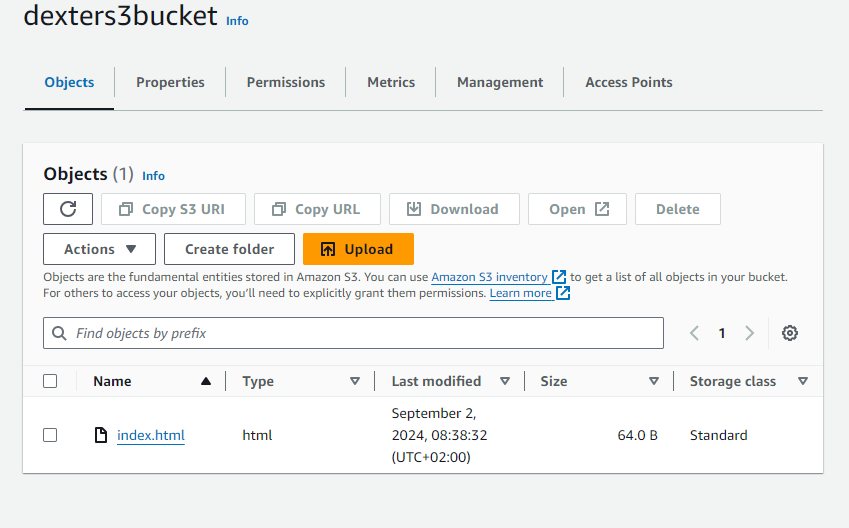 dexters3bucket Info
Objects Properties Permissions Metrics Management Access Points
Objects (1) Info
Copy S3 URI Copy URL Download Open Delete
Actions Create folder Upload
Objects are the fundamental entities stored in Amazon S3. You can use Amazon S3 inventory to get a list of all objects in your bucket.
For others to access your objects, you’ll need to explicitly grant them permissions. Learn more
Find objects by prefix 1
Name Type Last modified Size Storage class
index.html html September 2, 2024, 08:38:32 (UTC+02:00) 64.0 B Standard